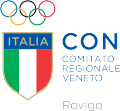 ITALIA
CON
COMITATO
REGIONALE
VENETO
Rovigo